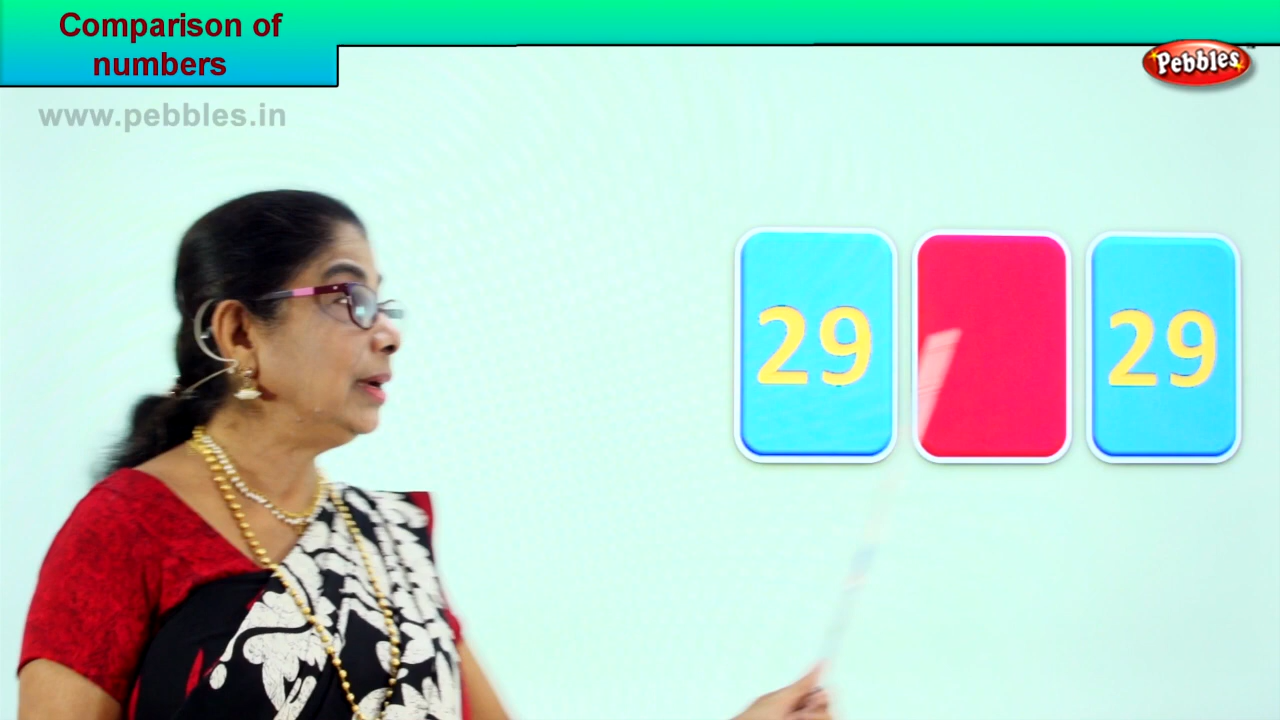 Comparison of
numbers
Pebbles
www.pebbles.in
29 29